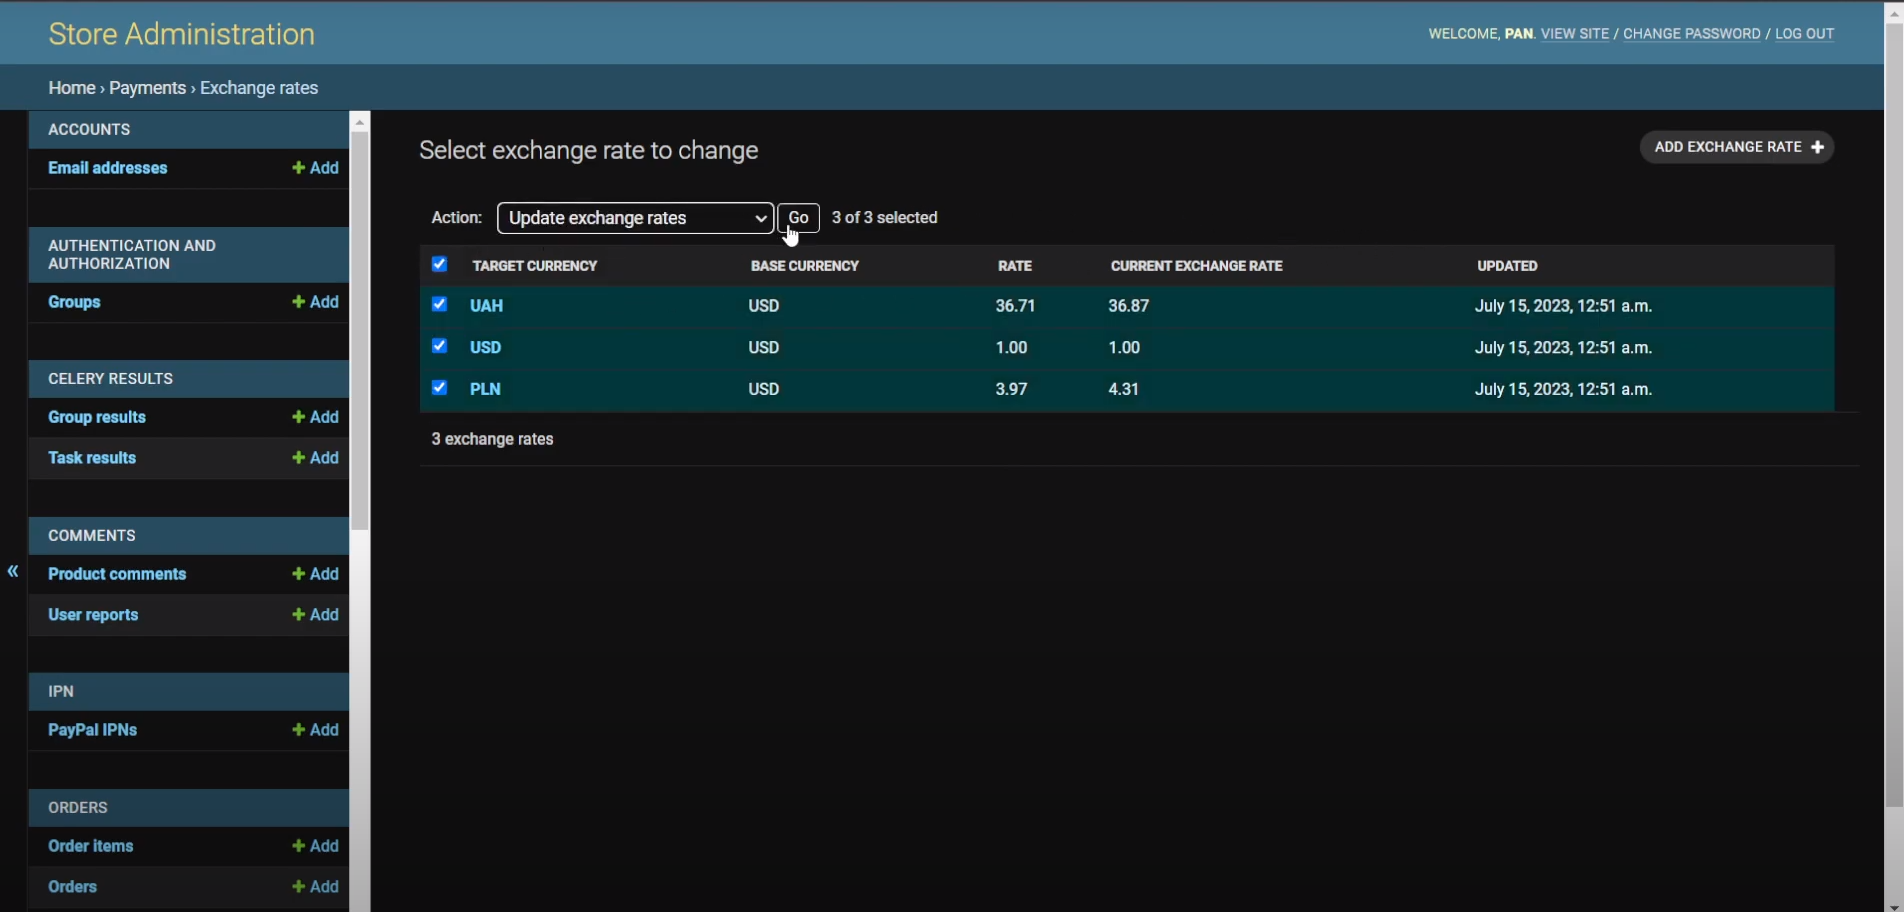 Store Administration
WELCOME, PAN. VIEW SITE / CHANGE PASSWORD / LOG OUT
Home › Payments › Exchange rates
ACCOUNTS
Email addresses + Add
AUTHENTICATION AND
AUTHORIZATION
Groups + Add
CELERY RESULTS
Group results + Add
Task results + Add
COMMENTS
Product comments + Add
User reports + Add
IPN
PayPal IPNs + Add
ORDERS
Order items + Add
Orders + Add
«
Select exchange rate to change
ADD EXCHANGE RATE +
Action: Update exchange rates Go 3 of 3 selected
TARGET CURRENCY BASE CURRENCY RATE CURRENT EXCHANGE RATE UPDATED
UAH USD 36.71 36.87 July 15, 2023, 12:51 a.m.
USD USD 1.00 1.00 July 15, 2023, 12:51 a.m.
PLN USD 3.97 4.31 July 15, 2023, 12:51 a.m.
3 exchange rates